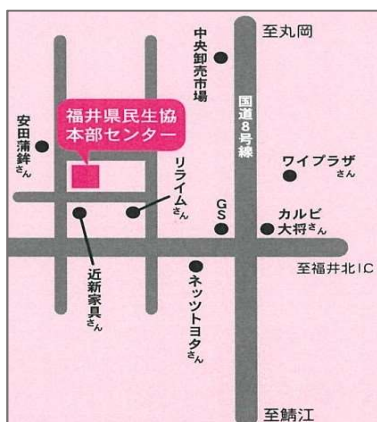 至丸岡
中央卸売市場
国道8号線
福井県民生協
本部センター
安田蒲鉾さん
リライムさん
ワイプラザ
さん
GS
カルビ
大将さん
至福井北I.C
近新家具さん
ネッツトヨタさん
至鯖江